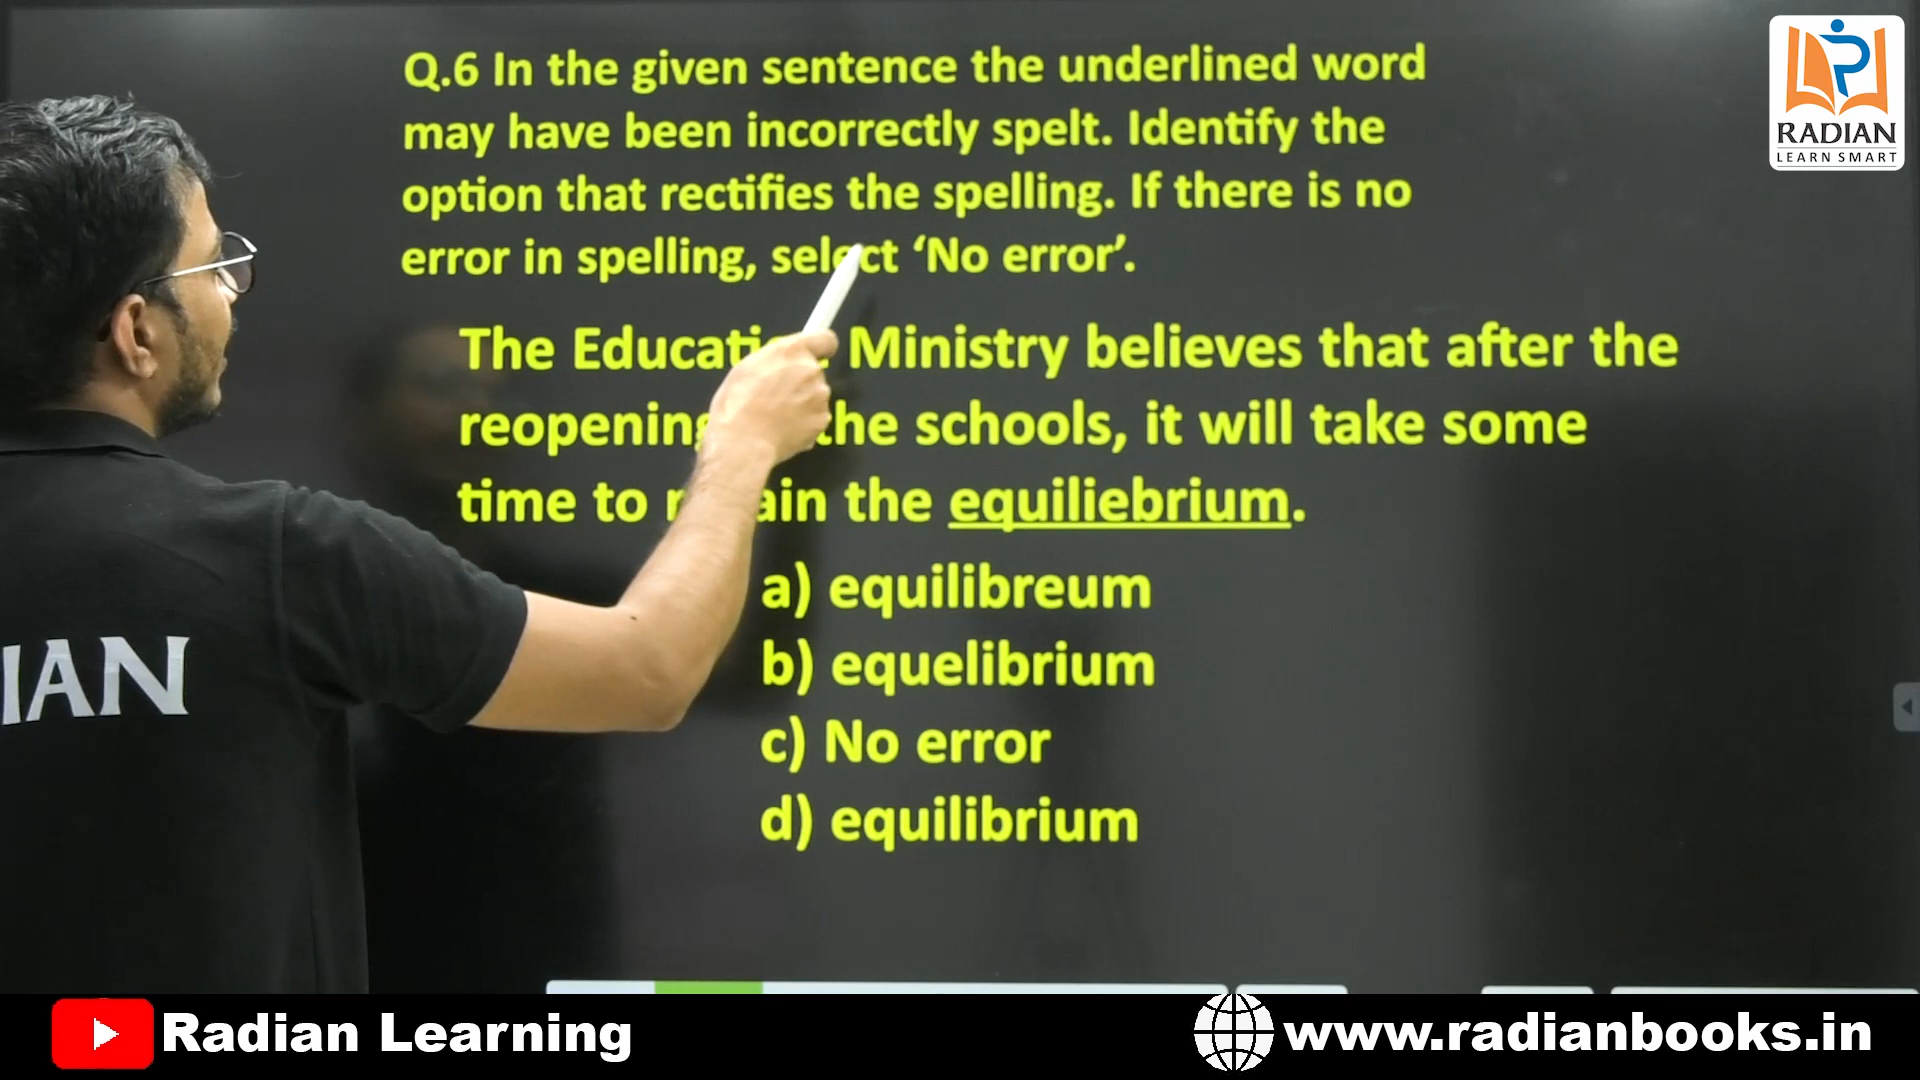 Q.6 In the given sentence the underlined word
may have been incorrectly spelt. Identify the
option that rectifies the spelling. If there is no
error in spelling, select ‘No error’.
The Ministry believes that after the
reopening the schools, it will take some
time to the equiliebrium.
a) equilibreum
b) equelibrium
c) No error
d) equilibrium
IAN
RADIAN
LEARN SMART
Radian Learning
www.radianbooks.in